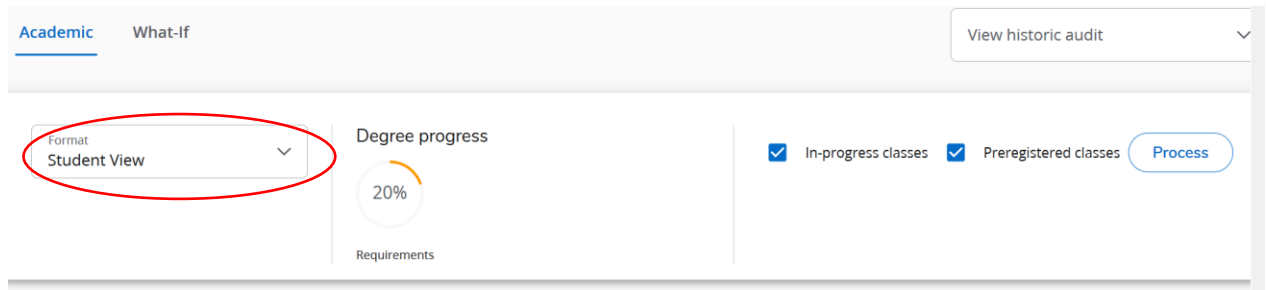 Academic What-If View historic audit
Format
Student View
Degree progress
20%
Requirements
In-progress classes Preregistered classes Process